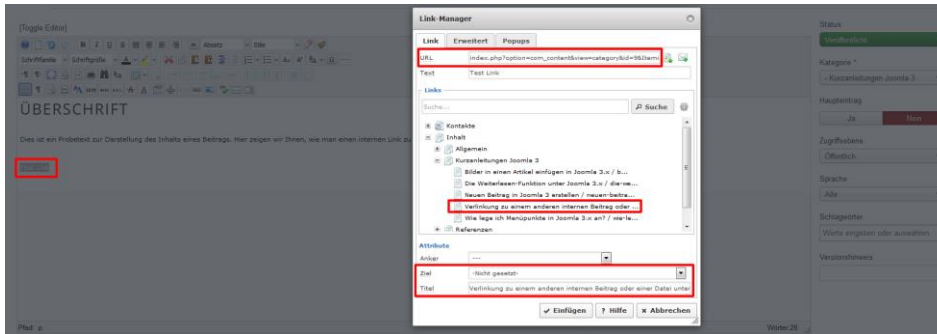 [Toggle Editor]
Absatz
Stile
Schriftfamilie
Schriftgröße
ÜBERSCHRIFT
Dies ist ein Probetext zur Darstellung des Inhalts eines Beitrags. Hier zeigen wir Ihnen, wie man einen internen Link zu
Test Link
Pfad: p
Wörter:28
Link-Manager
Link Erweitert Popups
URL index.php?option=com_content&view=category&id=9&Itemi
Text Test Link
Links
Suche... Suche
Kontakte
Inhalt
Allgemein
Kurzanleitungen Joomla 3
Bilder in einen Artikel einfügen in Joomla 3.x / b...
Die Weiterlesen-Funktion unter Joomla 3.x / die-we...
Neuen Beitrag in Joomla 3 erstellen / neuen-beitra...
Verlinkung zu einem anderen internen Beitrag oder ...
Wie lege ich Menüpunkte in Joomla 3.x an? / wie-le...
Referenzen
Attribute
Anker ---
Ziel -Nicht gesetzt-
Titel Verlinkung zu einem anderen internen Beitrag oder einer Datei unter
Einfügen ? Hilfe Abbrechen
Status
Veröffentlicht
Kategorie *
- Kurzanleitungen Joomla 3
Haupteintrag
Ja Nein
Zugriffsebene
Öffentlich
Sprache
Alle
Schlagwörter
Werte eingeben oder auswählen
Versionshinweis